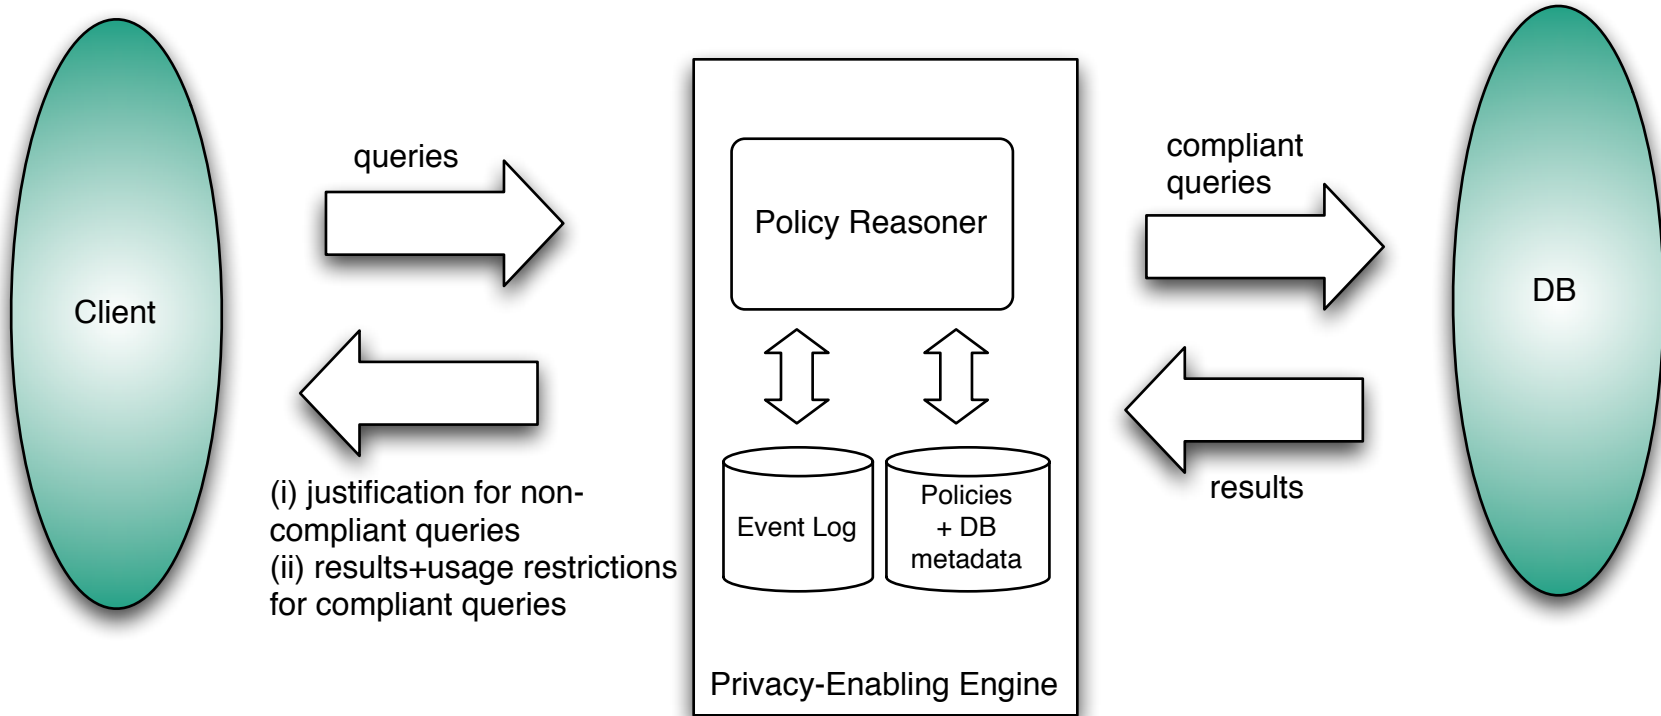 Client
queries
(i) justification for non-
compliant queries
(ii) results+usage restrictions
for compliant queries
Policy Reasoner
Event Log
Policies
+ DB
metadata
Privacy-Enabling Engine
compliant
queries
results
DB